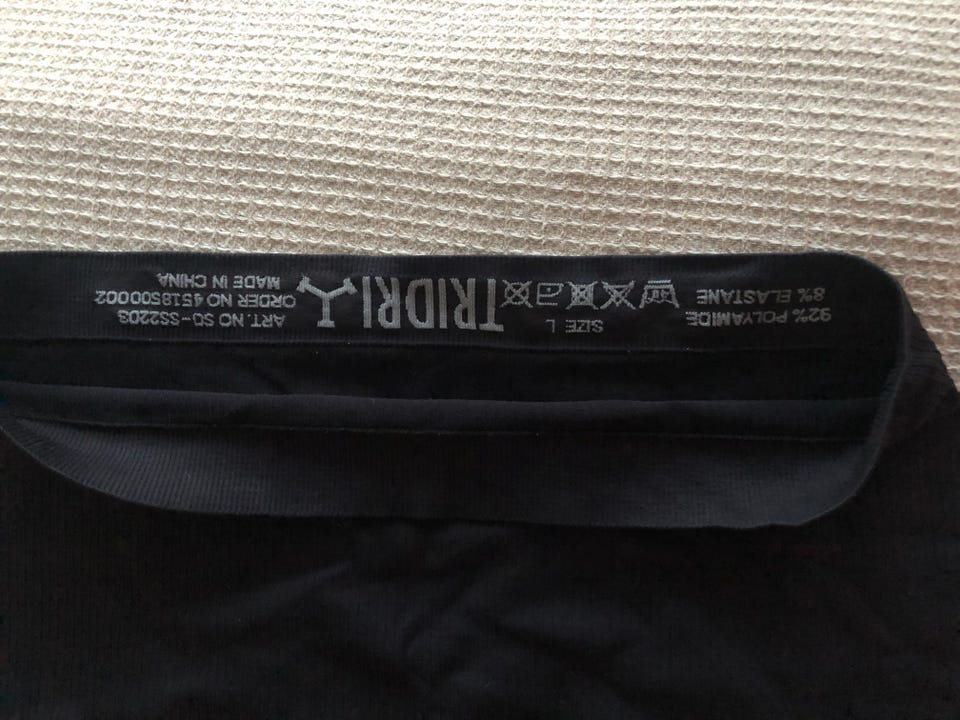 92% POLYAMIDE
8% ELASTANE
SIZE L
TRIDRI
ART. NO SO-SS2203
ORDER NO 4518500002
MADE IN CHINA